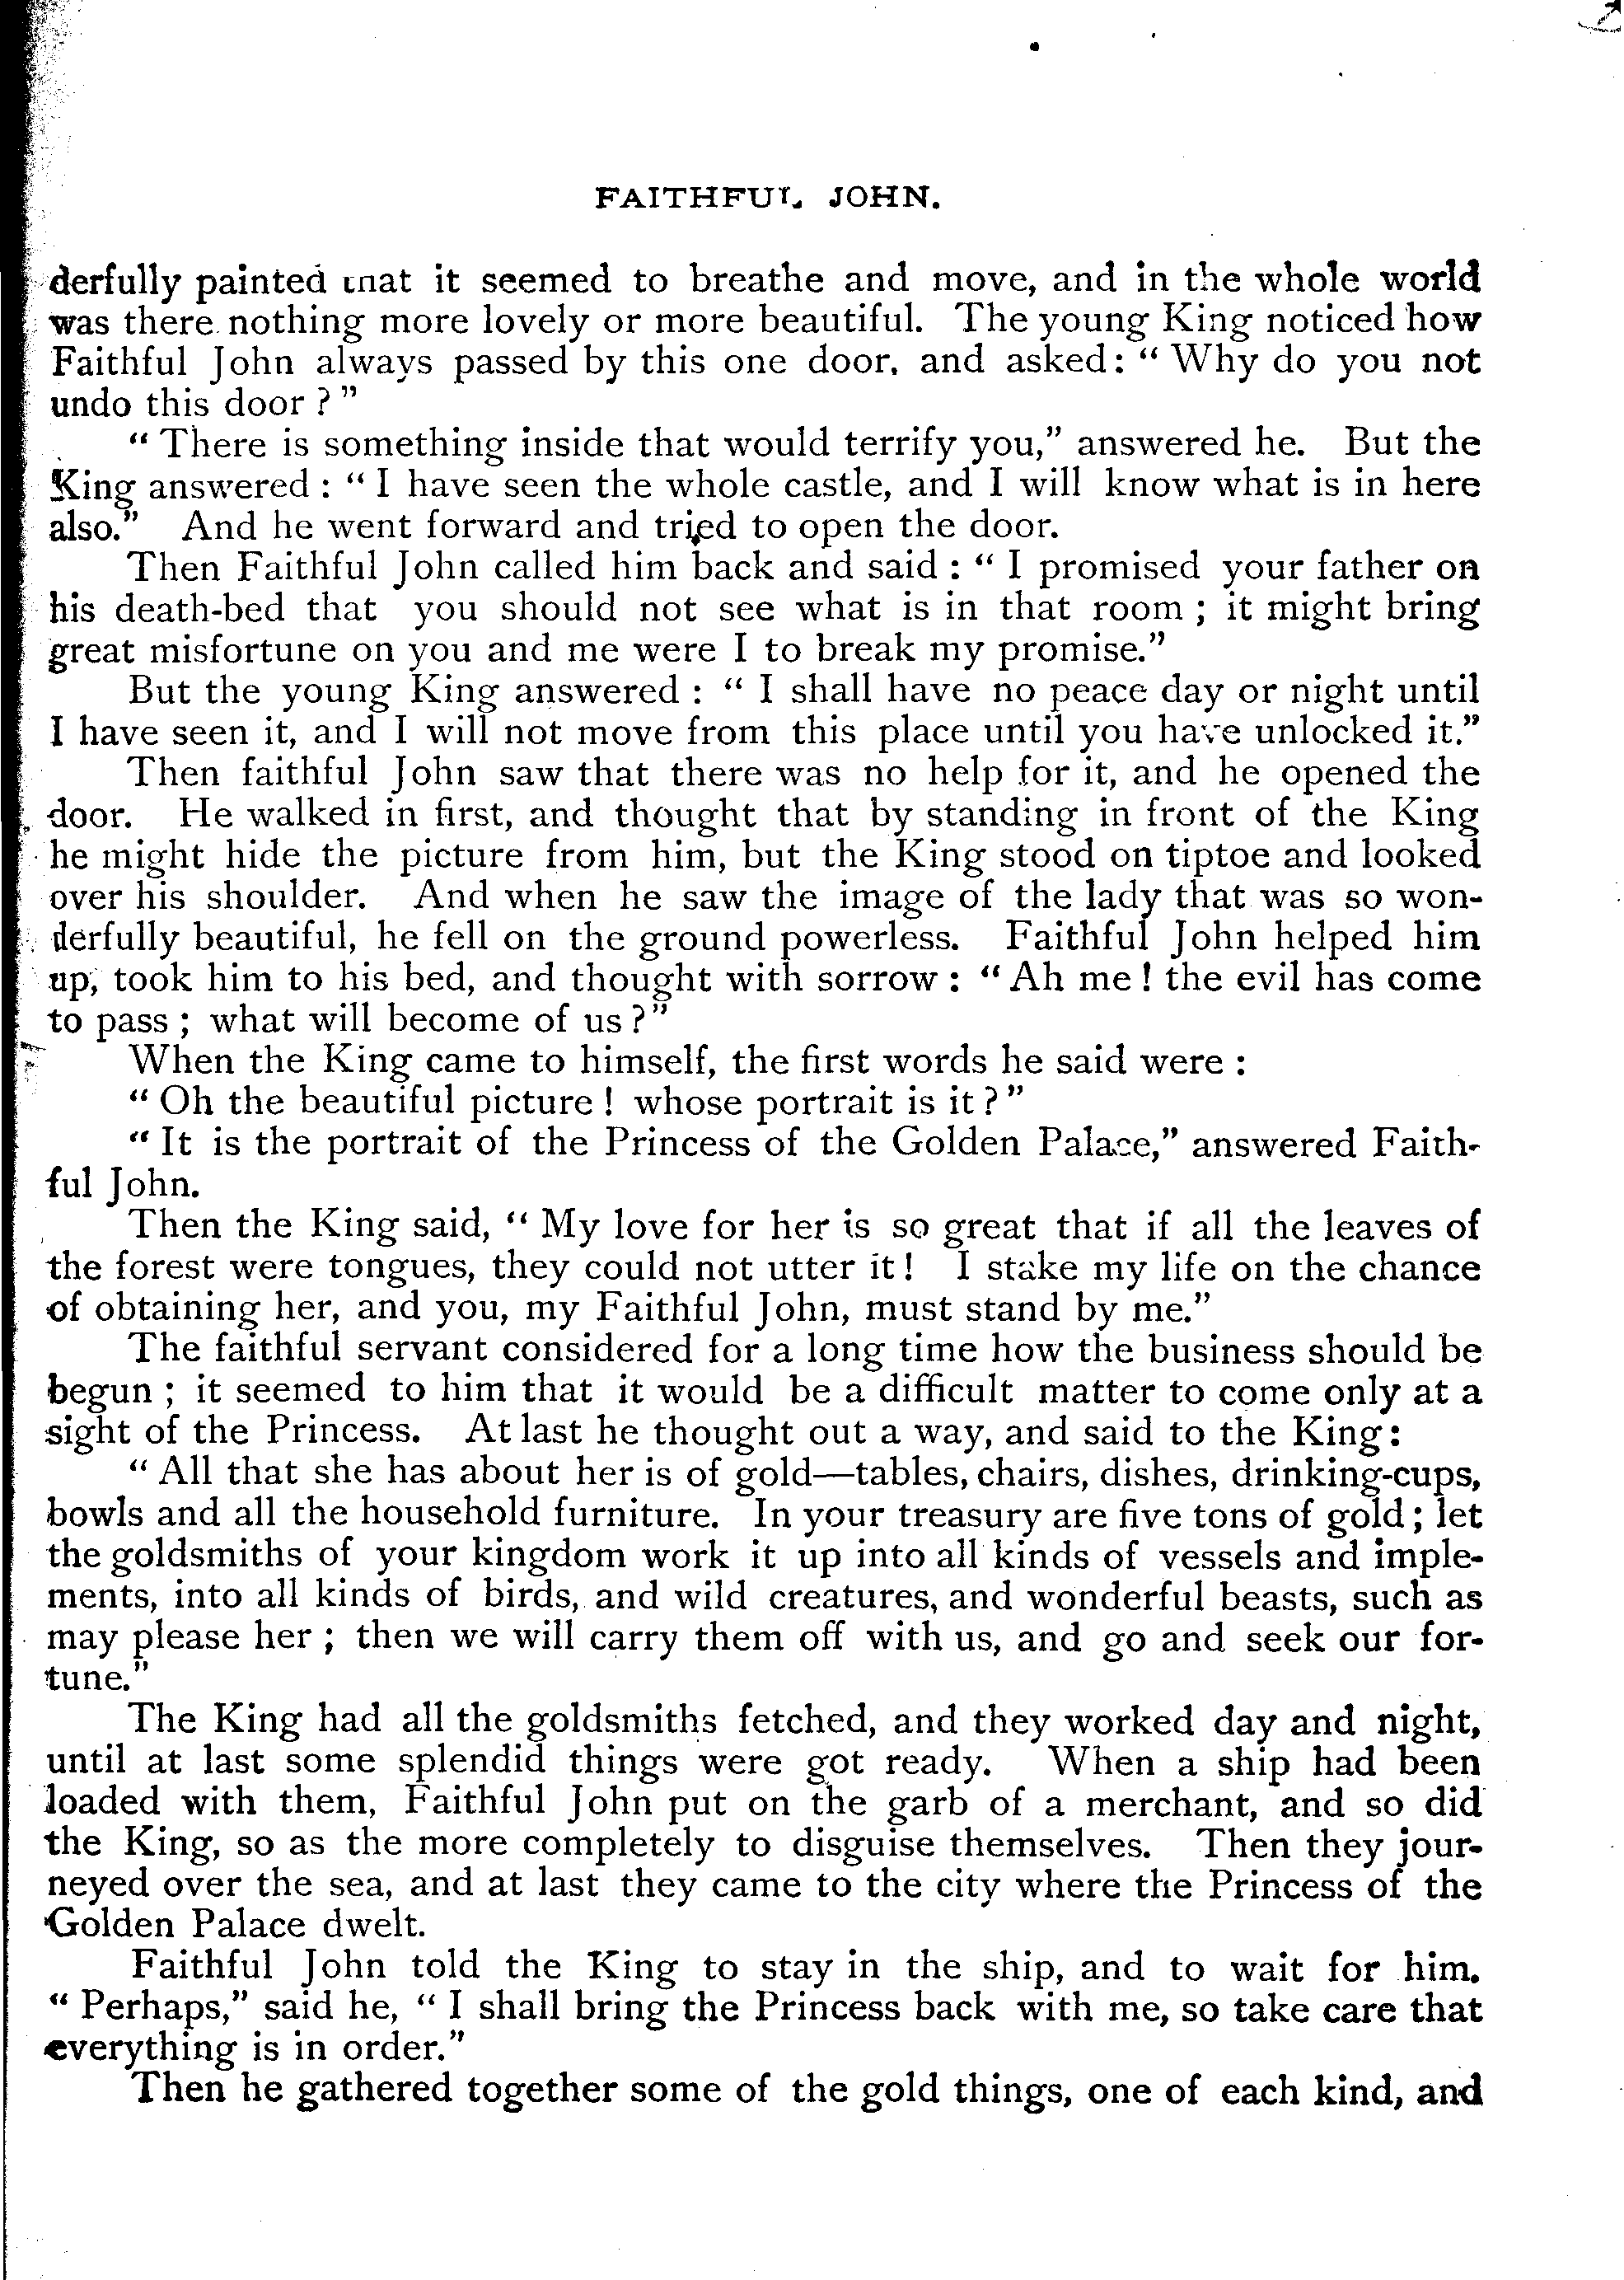 FAITHFUL JOHN.
derfully painted that it seemed to breathe and move, and in the whole world
was there nothing more lovely or more beautiful. The young King noticed how
Faithful John always passed by this one door, and asked: “ Why do you not
undo this door ? ”
“ There is something inside that would terrify you,” answered he. But the
King answered : “ I have seen the whole castle, and I will know what is in here
also.” And he went forward and tried to open the door.
Then Faithful John called him back and said : “ I promised your father on
his death-bed that you should not see what is in that room ; it might bring
great misfortune on you and me were I to break my promise.”
But the young King answered : “ I shall have no peace day or night until
I have seen it, and I will not move from this place until you have unlocked it.”
Then faithful John saw that there was no help for it, and he opened the
door. He walked in first, and thought that by standing in front of the King
he might hide the picture from him, but the King stood on tiptoe and looked
over his shoulder. And when he saw the image of the lady that was so won-
derfully beautiful, he fell on the ground powerless. Faithful John helped him
up, took him to his bed, and thought with sorrow : “ Ah me ! the evil has come
to pass ; what will become of us ? ”
When the King came to himself, the first words he said were :
“ Oh the beautiful picture ! whose portrait is it ? ”
“ It is the portrait of the Princess of the Golden Palace,” answered Faith-
ful John.
Then the King said, “ My love for her is so great that if all the leaves of
the forest were tongues, they could not utter it ! I stake my life on the chance
of obtaining her, and you, my Faithful John, must stand by me.”
The faithful servant considered for a long time how the business should be
begun ; it seemed to him that it would be a difficult matter to come only at a
sight of the Princess. At last he thought out a way, and said to the King:
“ All that she has about her is of gold—tables, chairs, dishes, drinking-cups,
bowls and all the household furniture. In your treasury are five tons of gold ; let
the goldsmiths of your kingdom work it up into all kinds of vessels and imple-
ments, into all kinds of birds, and wild creatures, and wonderful beasts, such as
may please her ; then we will carry them off with us, and go and seek our for-
tune.”
The King had all the goldsmiths fetched, and they worked day and night,
until at last some splendid things were got ready. When a ship had been
loaded with them, Faithful John put on the garb of a merchant, and so did
the King, so as the more completely to disguise themselves. Then they jour-
neyed over the sea, and at last they came to the city where the Princess of the
Golden Palace dwelt.
Faithful John told the King to stay in the ship, and to wait for him.
“ Perhaps,” said he, “ I shall bring the Princess back with me, so take care that
everything is in order.”
Then he gathered together some of the gold things, one of each kind, and